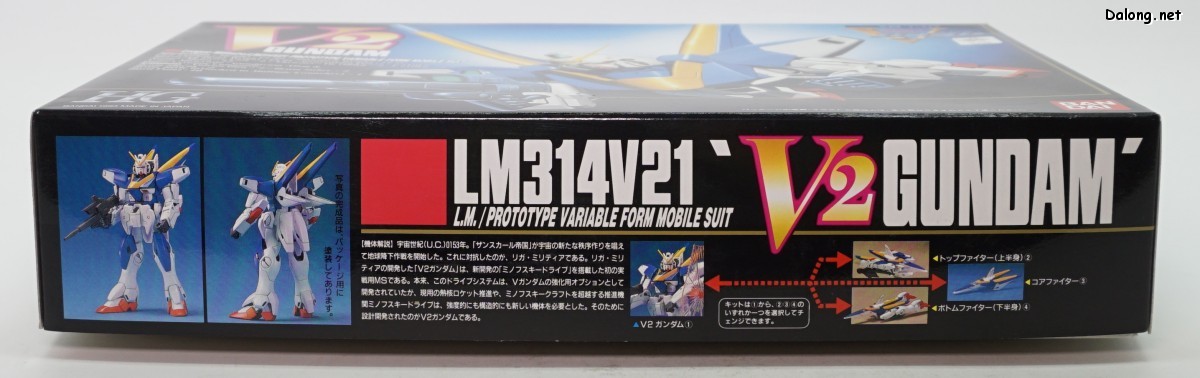 Dalong.net
V2
GUNDAM
HG
BANDAI
LM314V21 `V2 GUNDAM´
L.M./PROTOTYPE VARIABLE FORM MOBILE SUIT
写真の完成品は、パッケージ用に
塗装してあります。
【機体解説】宇宙世紀(U.C.)0153年。「ザンスカール帝国」が宇宙の新たな秩序作りを唱え
て地球降下作戦を開始した。これに対抗したのか、リガ・ミリティアである。リガ・ミリ
ティアの開発した「V2ガンダム」は、新開発の「ミノフスキードライブ」を搭載した初の実
戦用MSである。本来、このドライブシステムは、Vガンダムの強化用オプションとして
開発されていたが、現用の熱核ロケット推進や、ミノフスキークラフトを超越する推進機
関ミノフスキードライブは、強度的にも構造的にも新しい機体を必要とした。そのために
設計開発されたのがV2ガンダムである。
▲V2 ガンダム①
キットは①から、②③④の
いずれか一つを選択してチ
ェンジできます。
◀トップファイター(上半身)②
◀コアファイター③
◀ボトムファイター(下半身)④